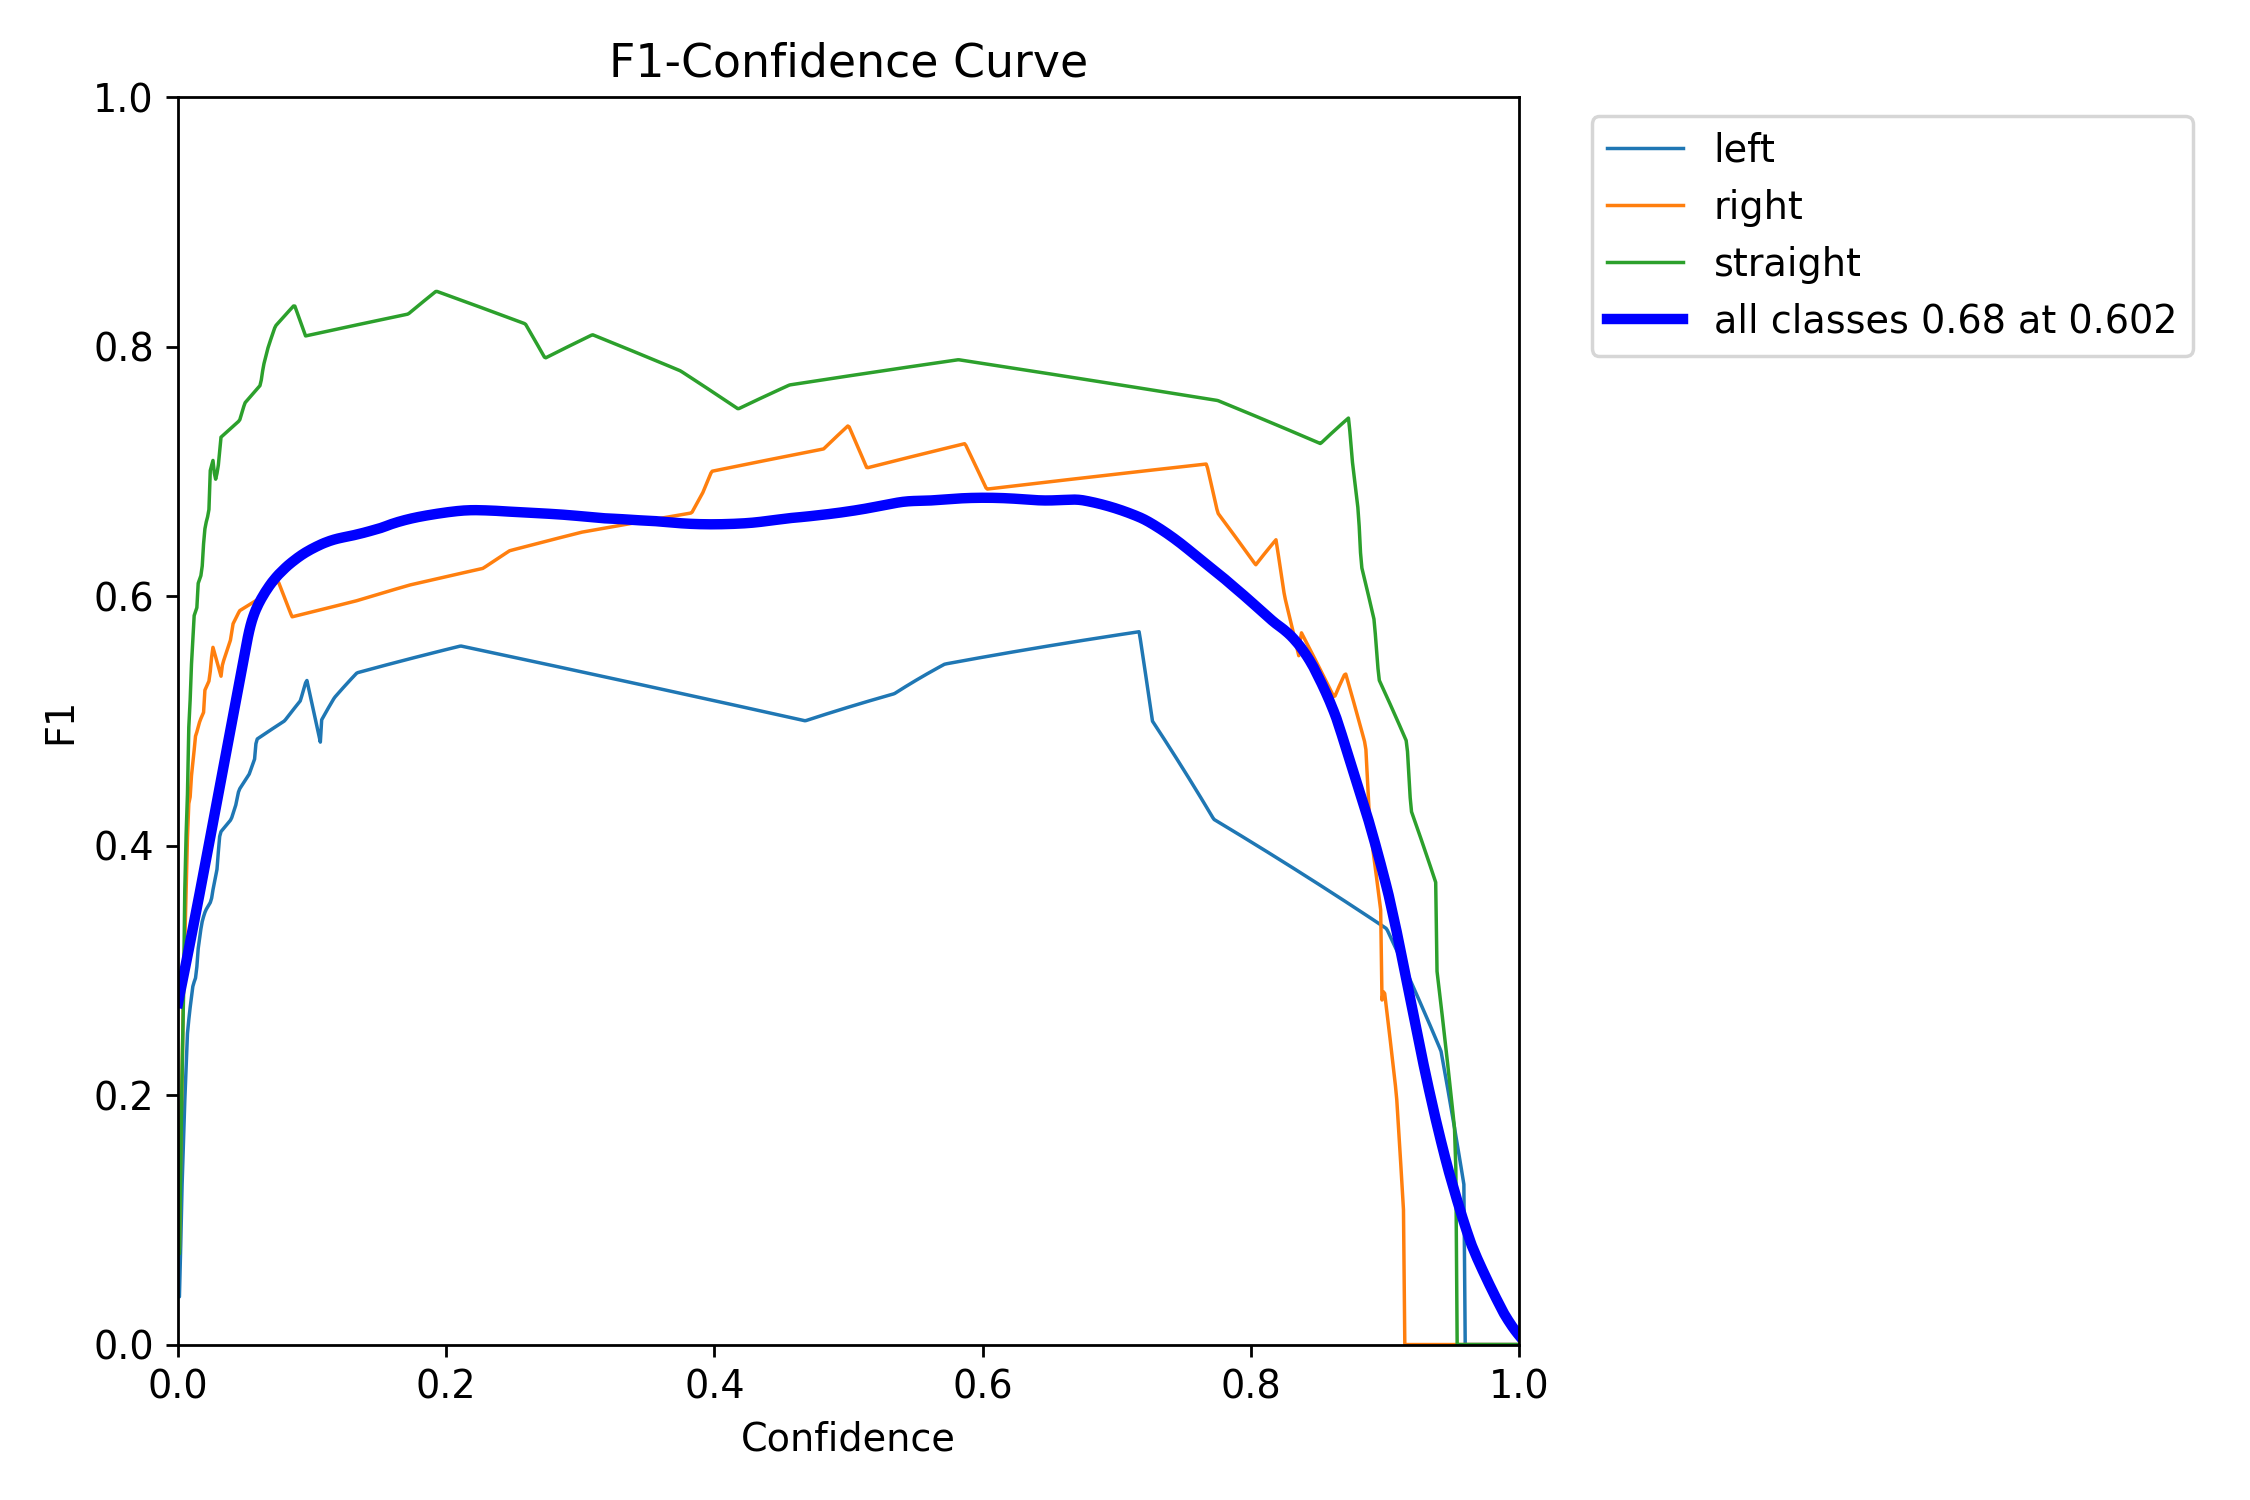 F1-Confidence Curve
1.0
0.8
0.6
0.4
0.2
0.0
F1
0.0 0.2 0.4 0.6 0.8 1.0
Confidence
left
right
straight
all classes 0.68 at 0.602